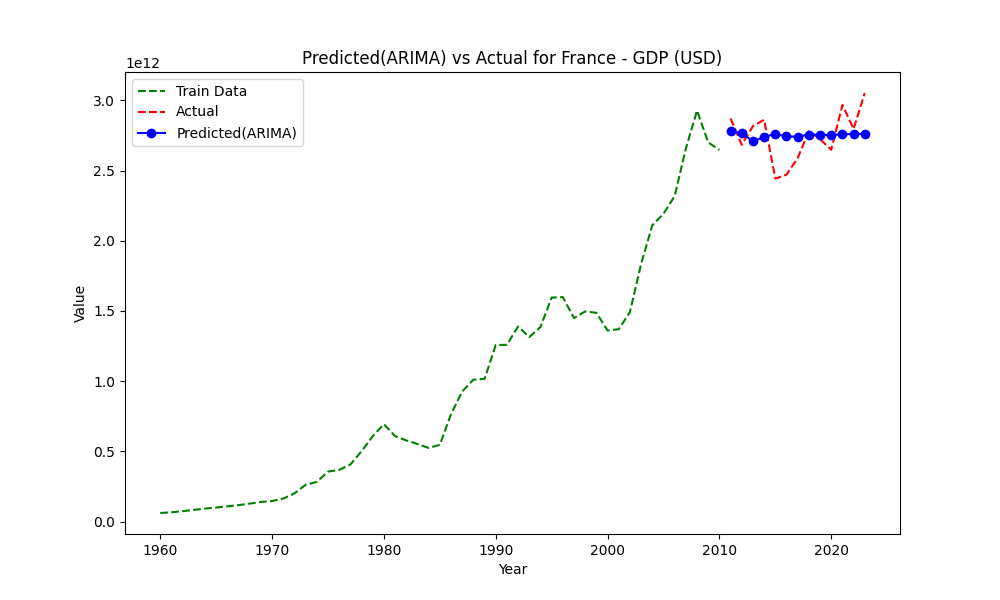 Predicted(ARIMA) vs Actual for France - GDP (USD)
1e12
Train Data
Actual
Predicted(ARIMA)
3.0
2.5
2.0
1.5
1.0
0.5
0.0
Value
1960 1970 1980 1990 2000 2010 2020
Year